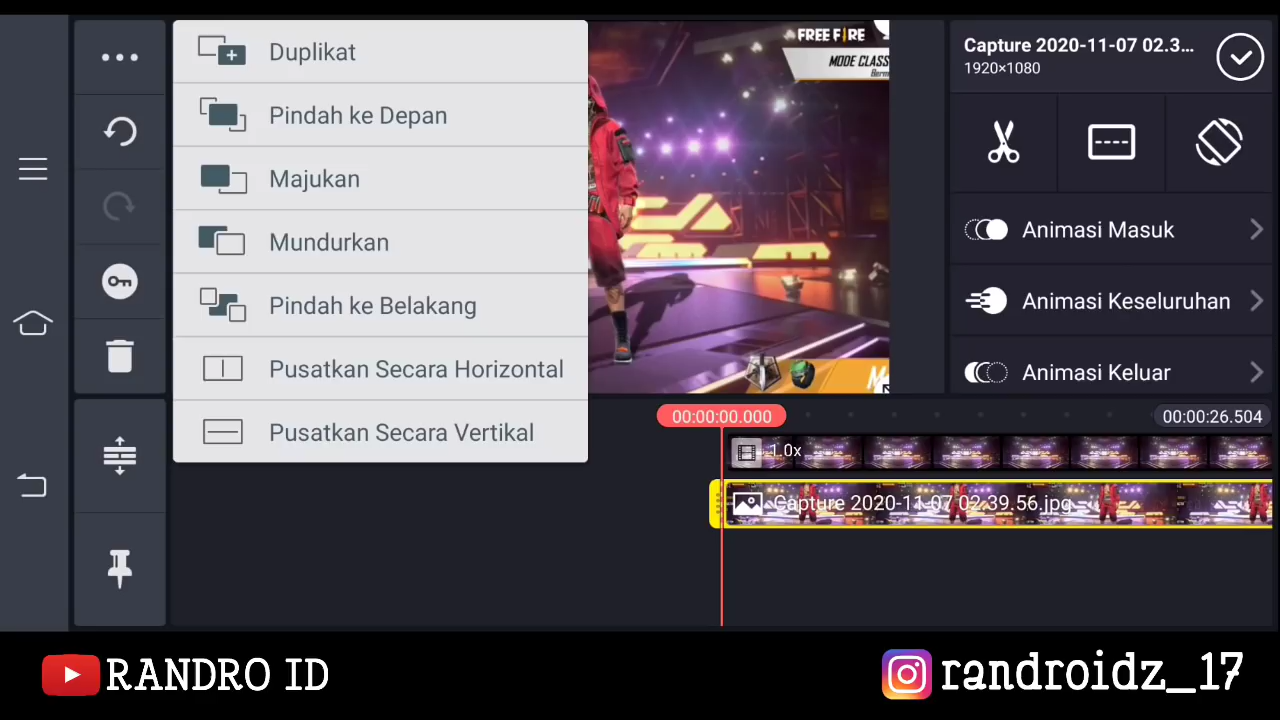 Duplikat
Pindah ke Depan
Majukan
Mundurkan
Pindah ke Belakang
Pusatkan Secara Horizontal
Pusatkan Secara Vertikal
FREE FIRE
MODE CLAS
Capture 2020-11-07 02.3...
1920×1080
Animasi Masuk
Animasi Keseluruhan
Animasi Keluar
00:00:00.000
00:00:26.504
1.0x
Capture 2020-11-07 02.39.56.jpg
RANDRO ID
randroidz_17